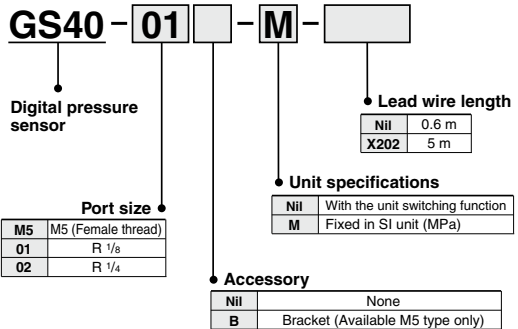 GS40 - 01 - M -
Digital pressure
sensor
Lead wire length
Nil 0.6 m
X202 5 m
Unit specifications
Nil With the unit switching function
M Fixed in SI unit (MPa)
Port size
M5 M5 (Female thread)
01 R 1/8
02 R 1/4
Accessory
Nil None
B Bracket (Available M5 type only)